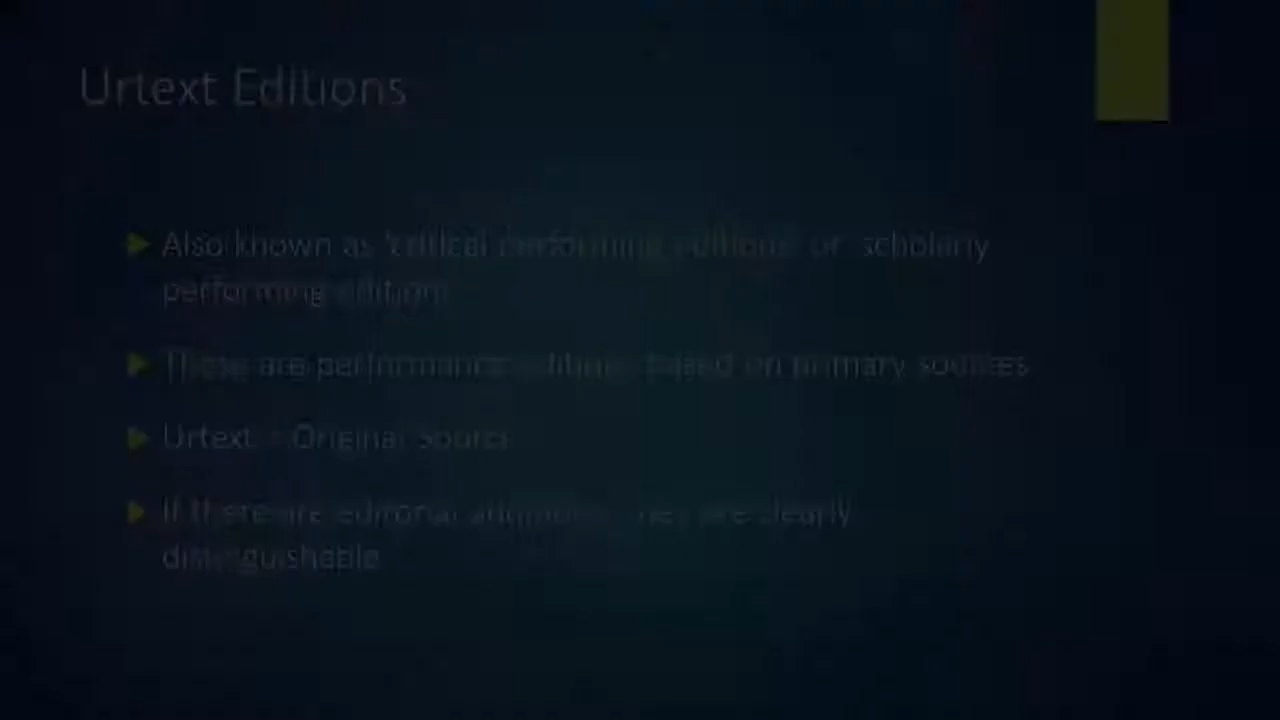 Urtext Editions
Also known as 'critical performing editions' or 'scholarly
performing editions'
These are performance editions based on primary sources
Urtext = Original Source
If there are editorial additions, they are clearly
distinguishable